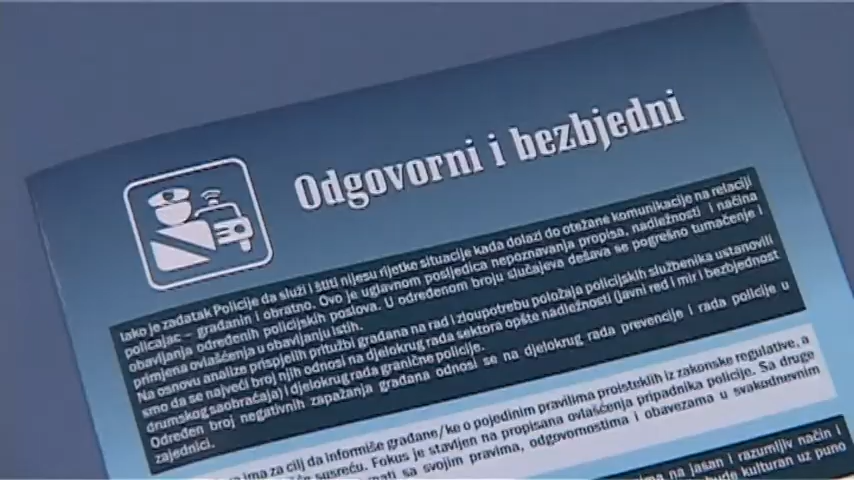 Odgovorni i bezbjedni
Iako je zadatak Policije da služi i štiti nijesu rijetke situacije kada dolazi do otežane komunikacije na relaciji
policajac – građanin i obratno. Ovo je uglavnom posljedica nepoznavanja propisa, nadležnosti i načina
obavljanja određenih policijskih poslova. U određenom broju slučajeva dešava se pogrešno tumačenje i
primjena ovlašćenja u obavljanju istih.
Na osnovu analize prispjelih pritužbi građana na rad i zloupotrebu položaja policijskih službenika ustanovili
smo da se najveći broj njih odnosi na djelokrug rada sektora opšte nadležnosti (javni red i mir i bezbjednost
drumskog saobraćaja) i djelokrug rada granične policije.
Određen broj negativnih zapažanja građana odnosi se na djelokrug rada prevencije i rada policije u
zajednici.
ima za cilj da informiše građane/ke o pojedinim pravilima proisteklih iz zakonske regulative, a
susreću. Fokus je stavljen na propisana ovlašćenja pripadnika policije. Sa druge
sa svojim pravima, odgovornostima i obavezama u svakodnevnim
na jasan i razumljiv način i
kulturan uz puno